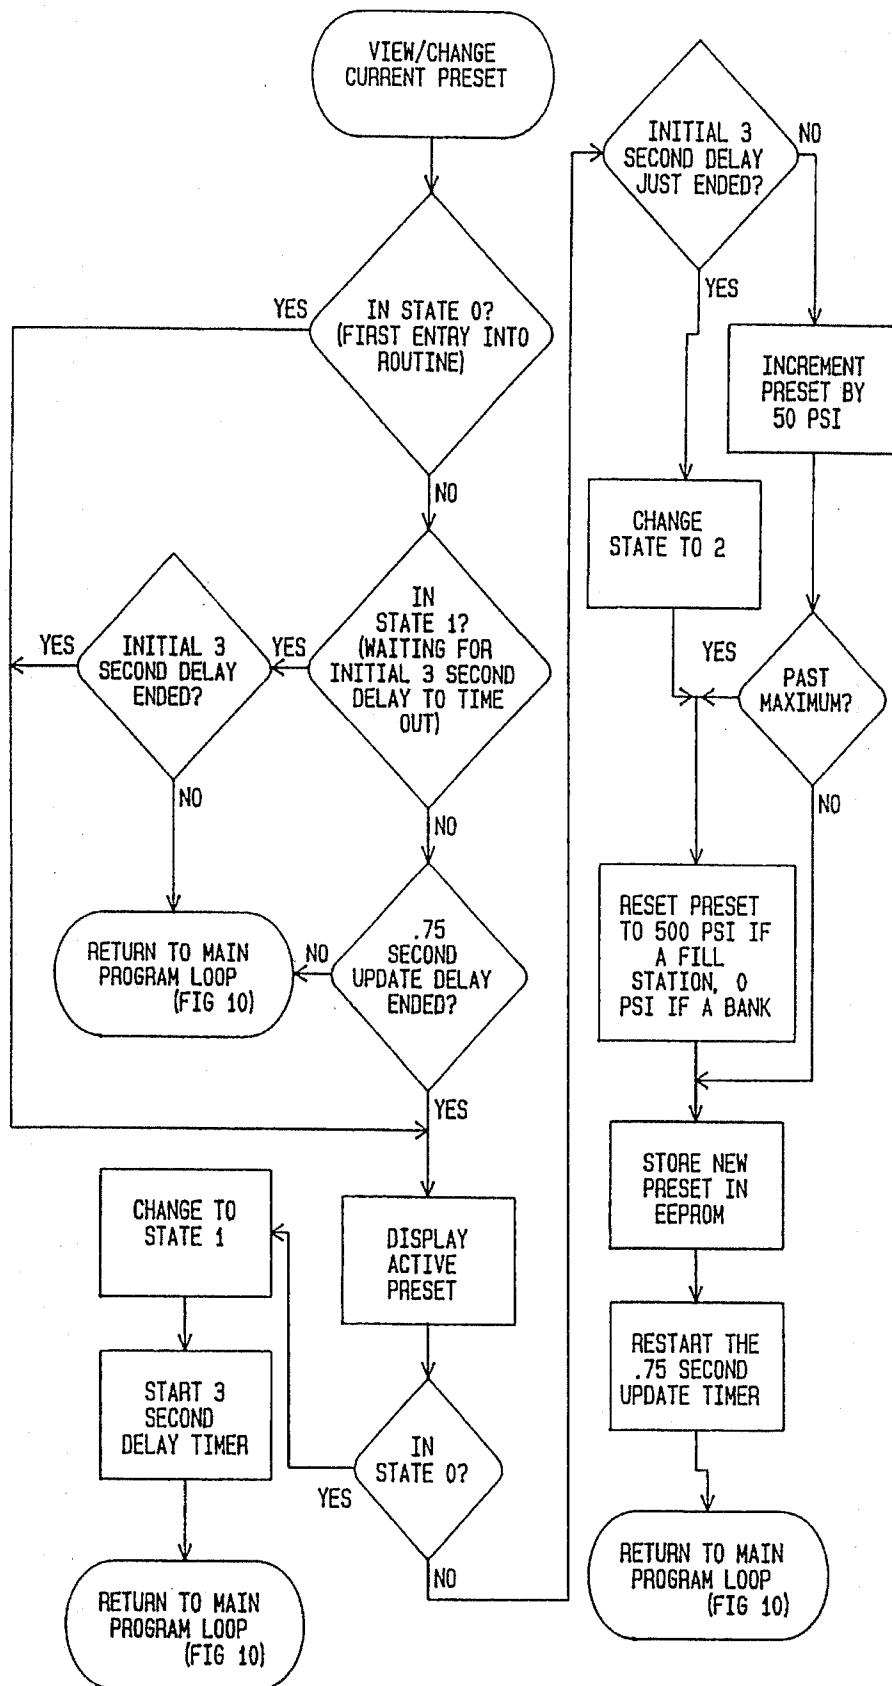 VIEW/CHANGE
CURRENT PRESET
YES
IN STATE 0?
(FIRST ENTRY INTO
ROUTINE)
NO
IN
STATE 1?
(WAITING FOR
INITIAL 3 SECOND
DELAY TO TIME
OUT)
YES
INITIAL 3
SECOND DELAY
ENDED?
YES
NO
NO
RETURN TO MAIN
PROGRAM LOOP
(FIG 10)
NO
.75
SECOND
UPDATE DELAY
ENDED?
YES
DISPLAY
ACTIVE
PRESET
CHANGE TO
STATE 1
START 3
SECOND
DELAY TIMER
IN
STATE 0?
YES
NO
RETURN TO MAIN
PROGRAM LOOP
(FIG 10)
INITIAL 3
SECOND DELAY
JUST ENDED?
NO
YES
INCREMENT
PRESET BY
50 PSI
CHANGE
STATE TO 2
YES
PAST
MAXIMUM?
NO
RESET PRESET
TO 500 PSI IF
A FILL
STATION, 0
PSI IF A BANK
STORE NEW
PRESET IN
EEPROM
RESTART THE
.75 SECOND
UPDATE TIMER
RETURN TO MAIN
PROGRAM LOOP
(FIG 10)